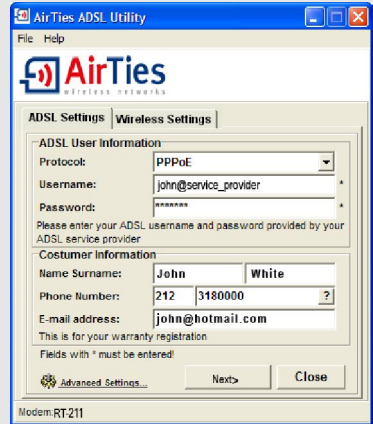 AirTies ADSL Utility
File Help
AirTies
wireless networks
ADSL Settings Wireless Settings
ADSL User Information
Protocol: PPPoE
Username: john@service_provider *
Password: ******* *
Please enter your ADSL username and password provided by your
ADSL service provider
Costumer Information
Name Surname: John White
Phone Number: 212 3180000 ?
E-mail address: john@hotmail.com
This is for your warranty registration
Fields with * must be entered!
Advanced Settings... Next> Close
Modem:RT-211